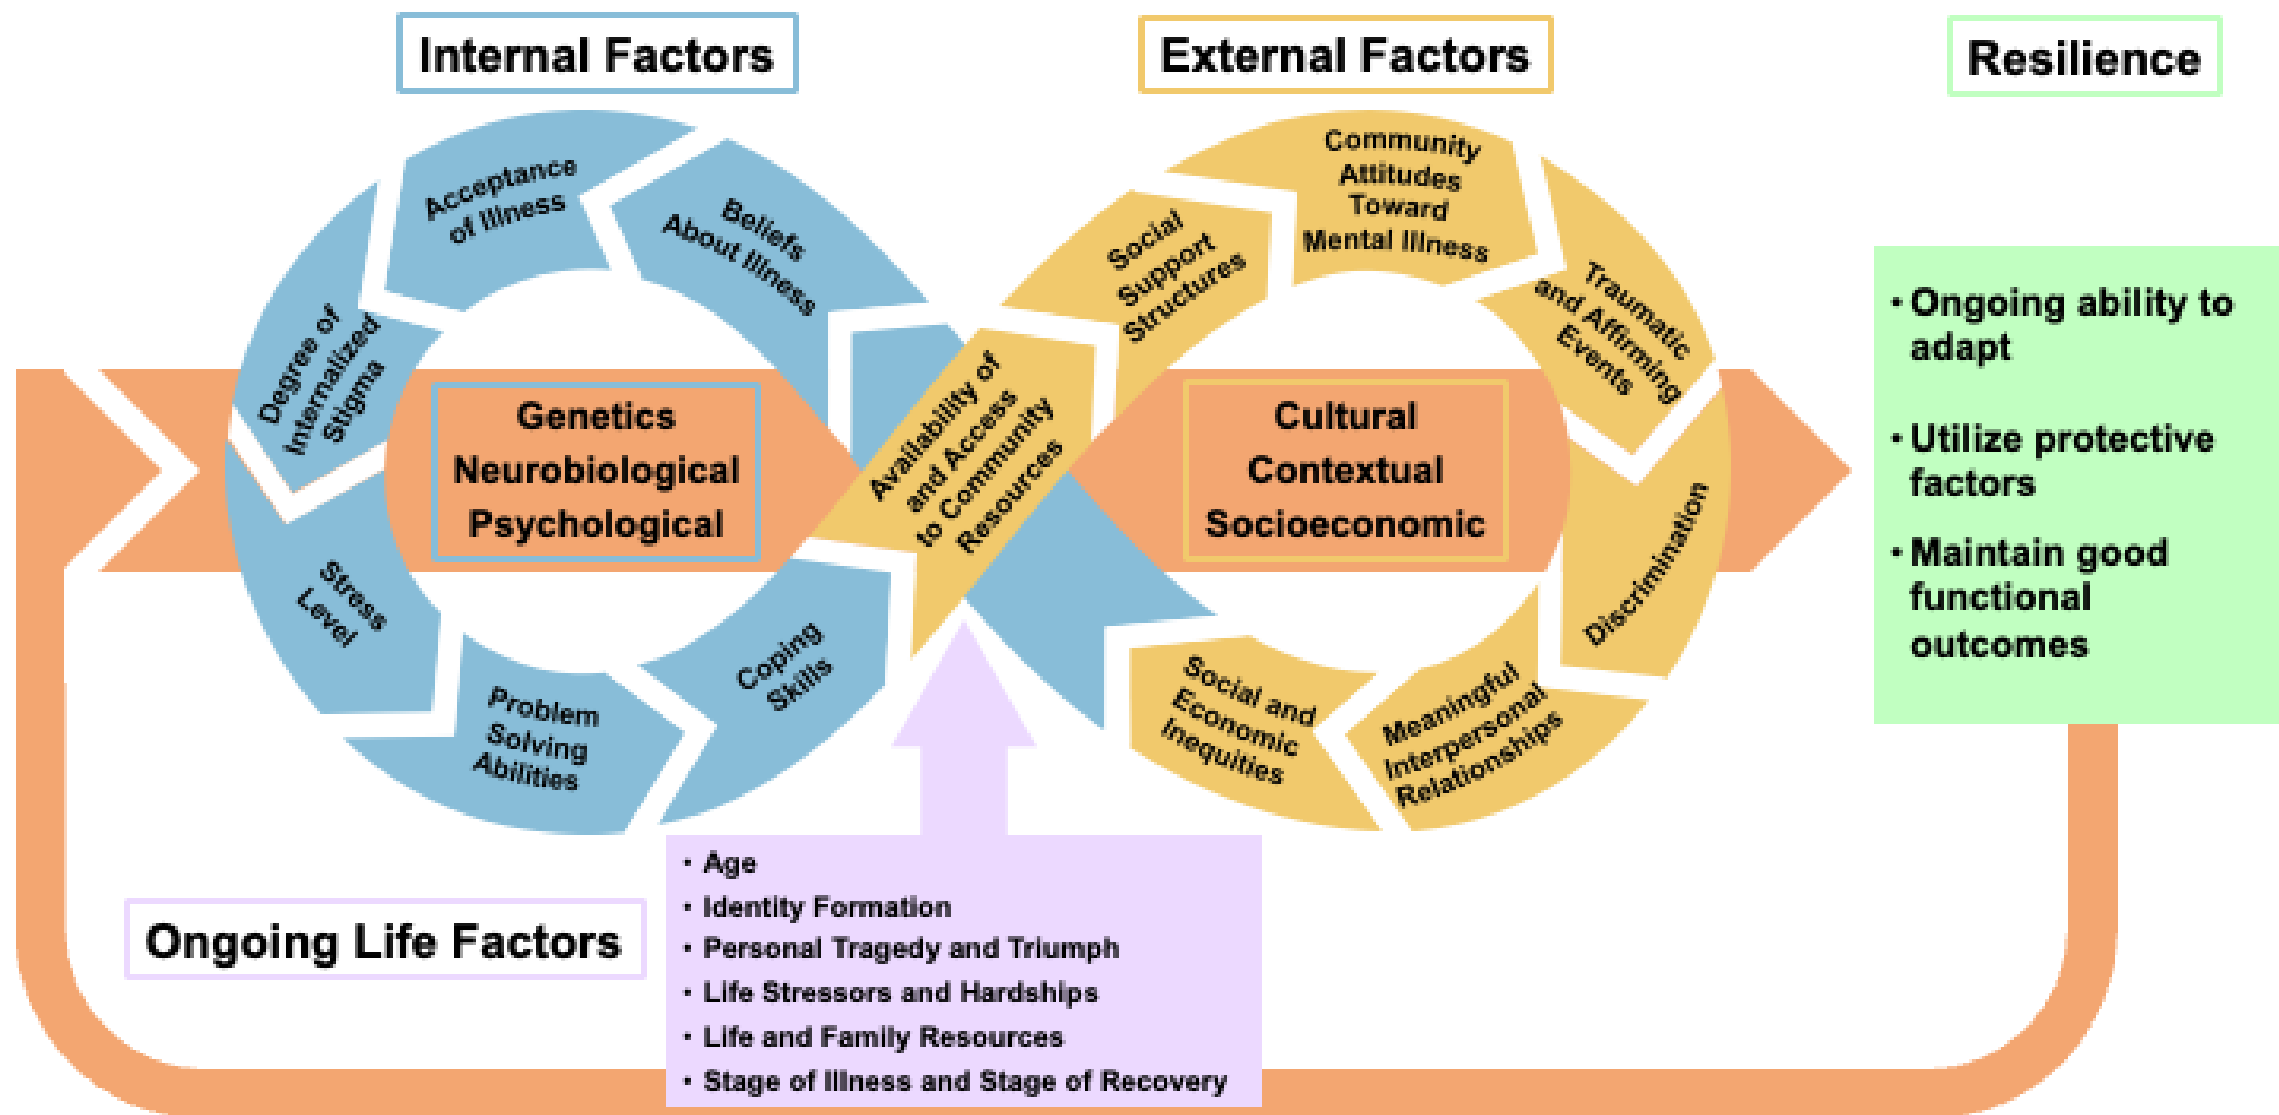 Internal Factors
External Factors
Resilience
Acceptance
of Illness
Beliefs
About Illness
Degree of
Internalized
Stigma
Stress
Level
Problem
Solving
Abilities
Coping
Skills
Genetics
Neurobiological
Psychological
Availability of
and Access
to Community
Resources
Social
Support
Structures
Community
Attitudes
Toward
Mental Illness
Traumatic
and Affirming
Events
Discrimination
Meaningful
Interpersonal
Relationships
Social and
Economic
Inequities
Cultural
Contextual
Socioeconomic
• Ongoing ability to
adapt
• Utilize protective
factors
• Maintain good
functional
outcomes
Ongoing Life Factors
• Age
• Identity Formation
• Personal Tragedy and Triumph
• Life Stressors and Hardships
• Life and Family Resources
• Stage of Illness and Stage of Recovery